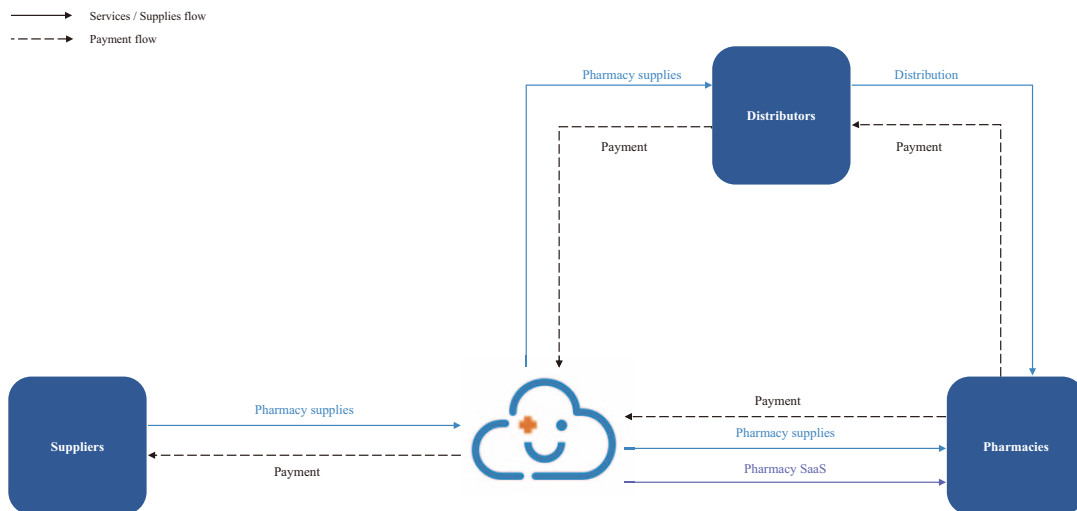 Services / Supplies flow
Payment flow
Pharmacy supplies
Distribution
Distributors
Payment
Payment
Pharmacy supplies
Payment
Suppliers
Payment
Pharmacy supplies
Pharmacy SaaS
Pharmacies